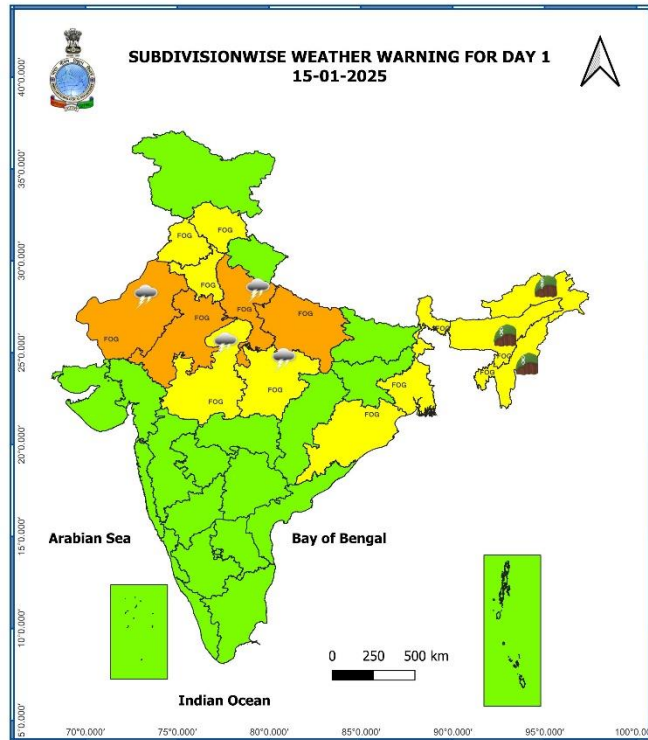 SUBDIVISIONWISE WEATHER WARNING FOR DAY 1
15-01-2025
40°0.000'
35°0.000'
30°0.000'
25°0.000'
20°0.000'
15°0.000'
10°0.000'
5°0.000'
FOG
FOG
FOG
FOG
FOG
FOG
FOG
FOG
FOG
FOG
FOG
FOG
FOG
FOG
Arabian Sea
Bay of Bengal
0 250 500 km
Indian Ocean
70°0.000' 75°0.000' 80°0.000' 85°0.000' 90°0.000' 95°0.000' 100°0.00